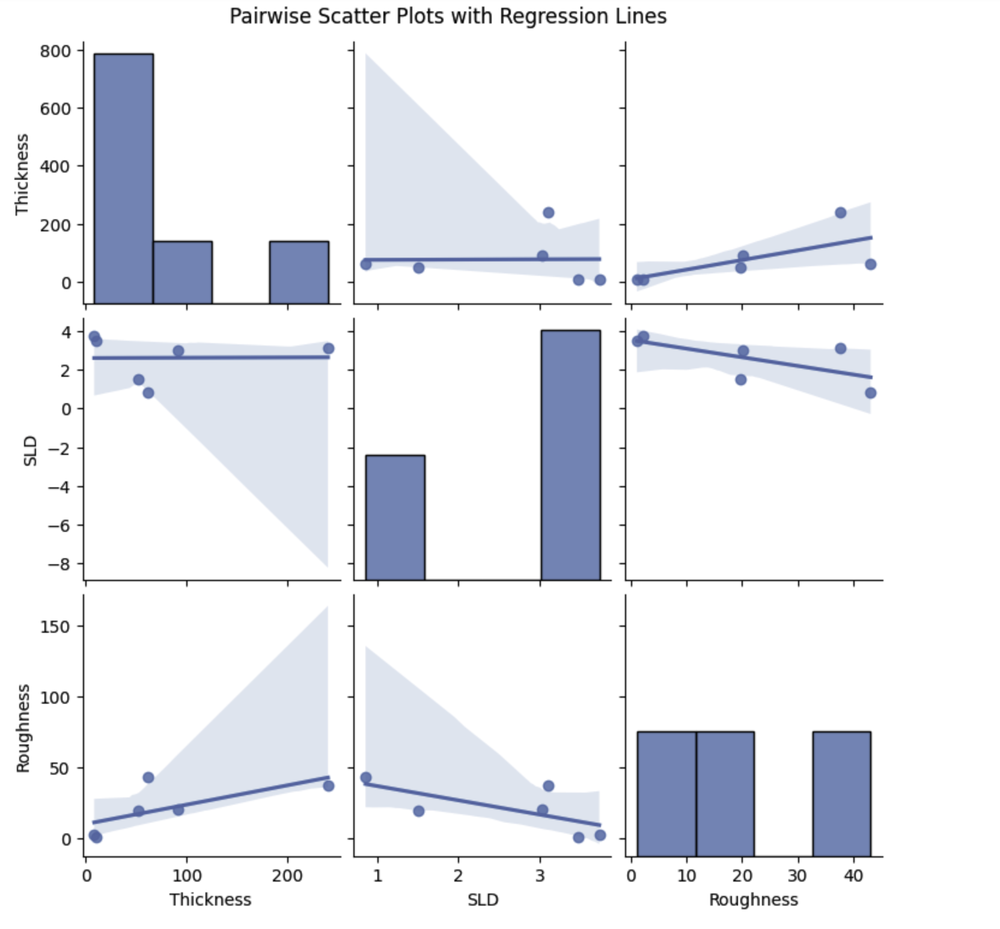 Pairwise Scatter Plots with Regression Lines
800
600
400
200
0
Thickness
4
2
0
−2
−4
−6
−8
SLD
150
100
50
0
Roughness
0 100 200
Thickness
1 2 3
SLD
0 10 20 30 40
Roughness